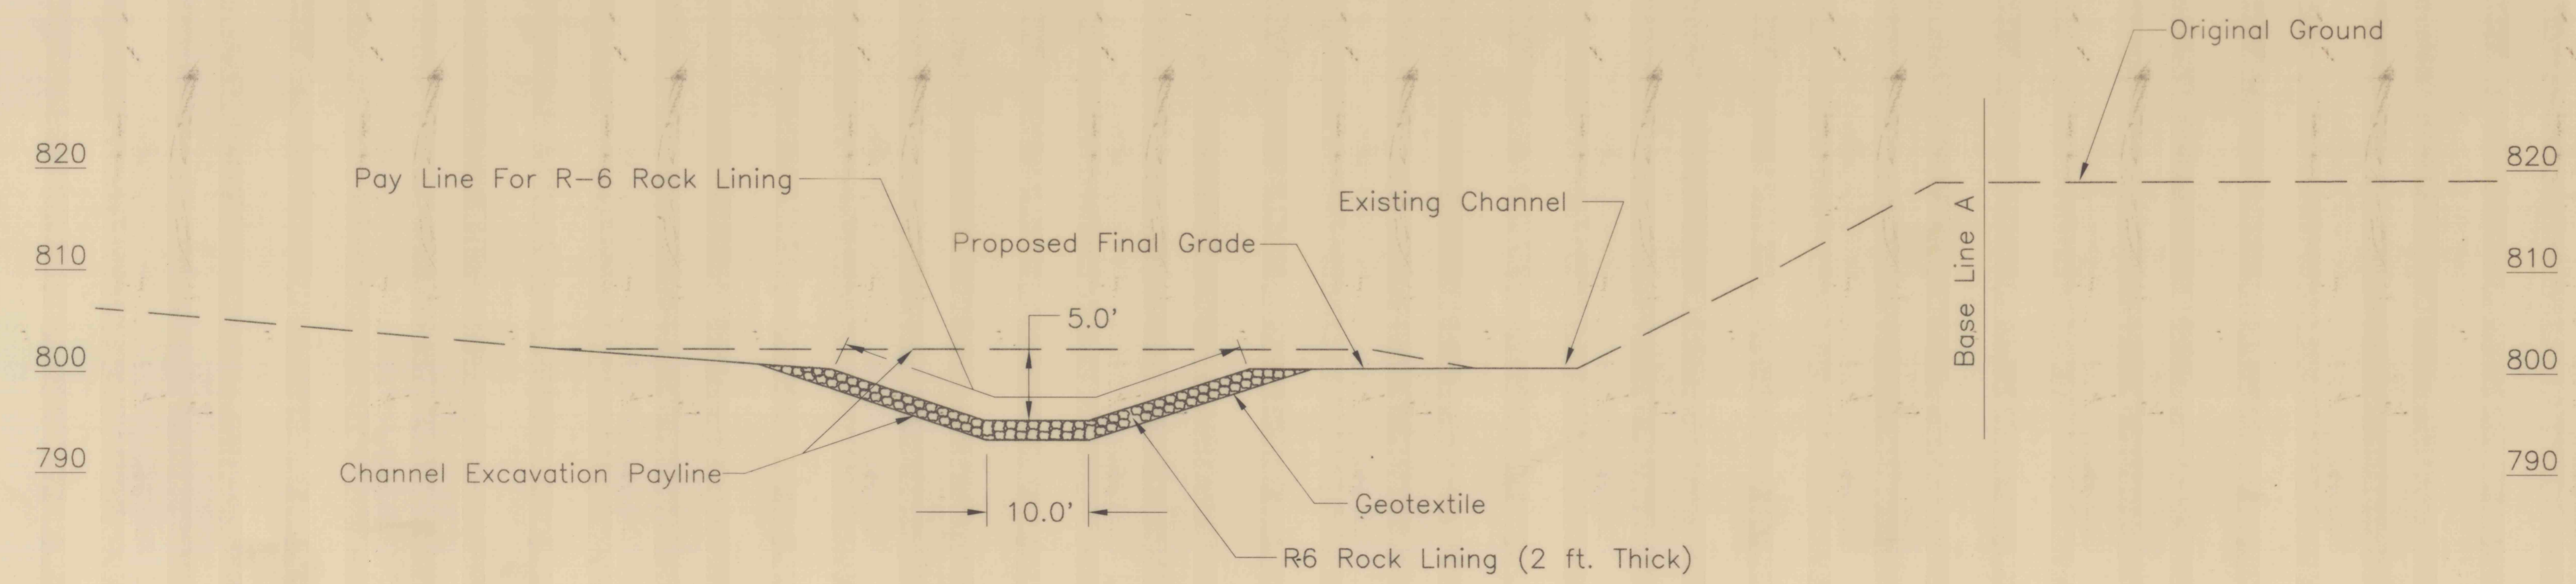 Original Ground
820
820
Pay Line For R-6 Rock Lining
Existing Channel
Base Line A
Proposed Final Grade
810
810
5.0'
800
800
790
790
Channel Excavation Payline
10.0'
Geotextile
R-6 Rock Lining (2 ft. Thick)